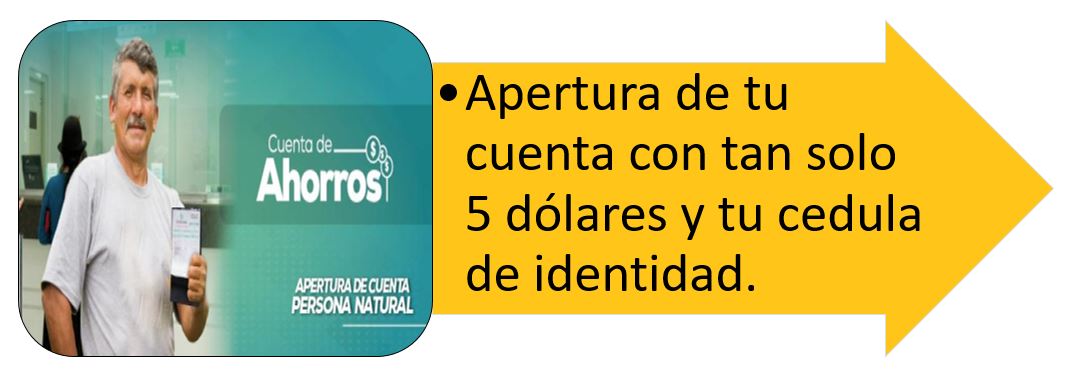 Cuenta de
Ahorros
APERTURA DE CUENTA
PERSONA NATURAL
•Apertura de tu
cuenta con tan solo
5 dólares y tu cedula
de identidad.